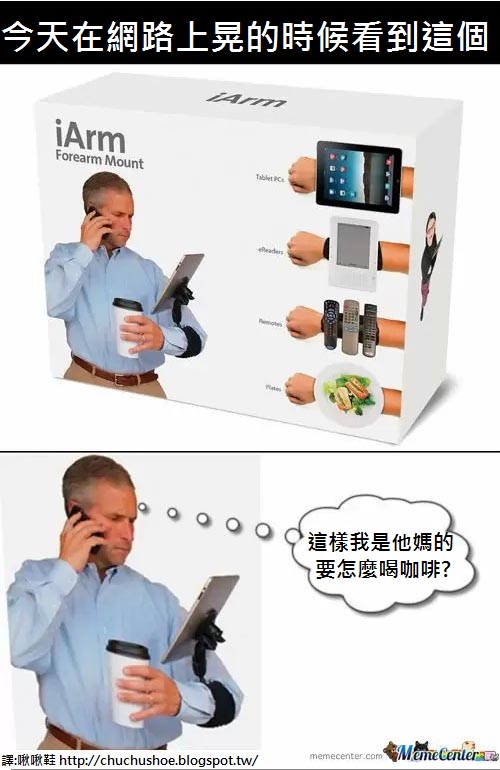 今天在網路上晃的時候看到這個
iArm
iArm
Forearm Mount
Tablet PCs
eReaders
Remotes
Plates
這樣我是他媽的
要怎麼喝咖啡?
譯:啾啾鞋 http://chuchushoe.blogspot.tw/
memecenter.com
MemeCenter